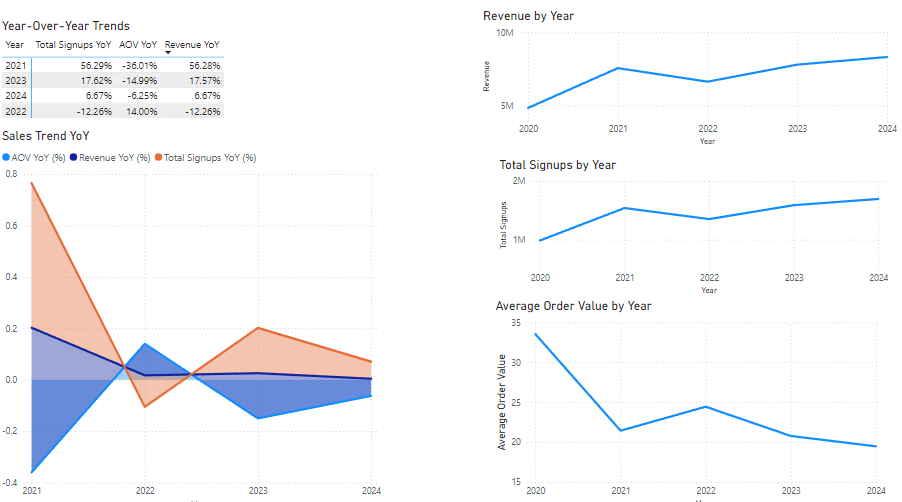 Year-Over-Year Trends
Year Total Signups YoY AOV YoY Revenue YoY
2021 56.29% -36.01% 56.28%
2023 17.62% -14.99% 17.57%
2024 6.67% -6.25% 6.67%
2022 -12.26% 14.00% -12.26%
Sales Trend YoY
AOV YoY (%) Revenue YoY (%) Total Signups YoY (%)
0.8
0.6
0.4
0.2
0.0
-0.2
-0.4
2021 2022 2023 2024
Revenue by Year
Revenue
10M
5M
2020 2021 2022 2023 2024
Year
Total Signups by Year
Total Signups
2M
1M
2020 2021 2022 2023 2024
Year
Average Order Value by Year
Average Order Value
35
30
25
20
15
2020 2021 2022 2023 2024